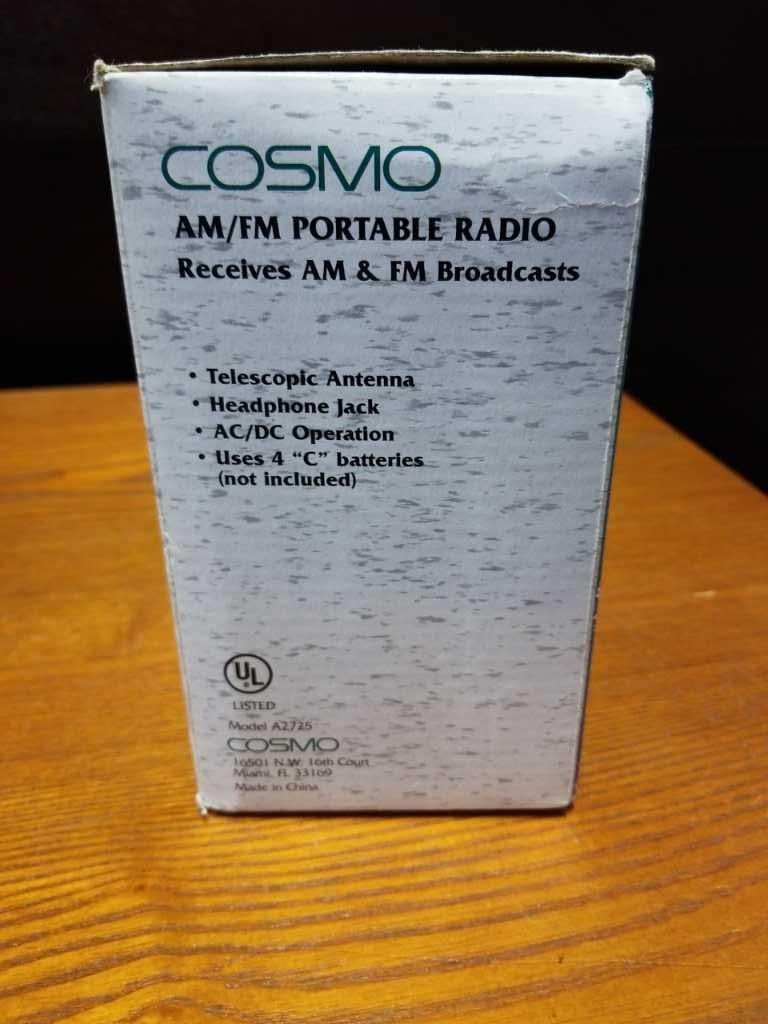 COSMO
AM/FM PORTABLE RADIO
Receives AM & FM Broadcasts
• Telescopic Antenna
• Headphone Jack
• AC/DC Operation
• Uses 4 “C” batteries
(not included)
UL
LISTED
Model A2725
COSMO
16501 N.W. 16th Court
Miami, FL 33169
Made in China